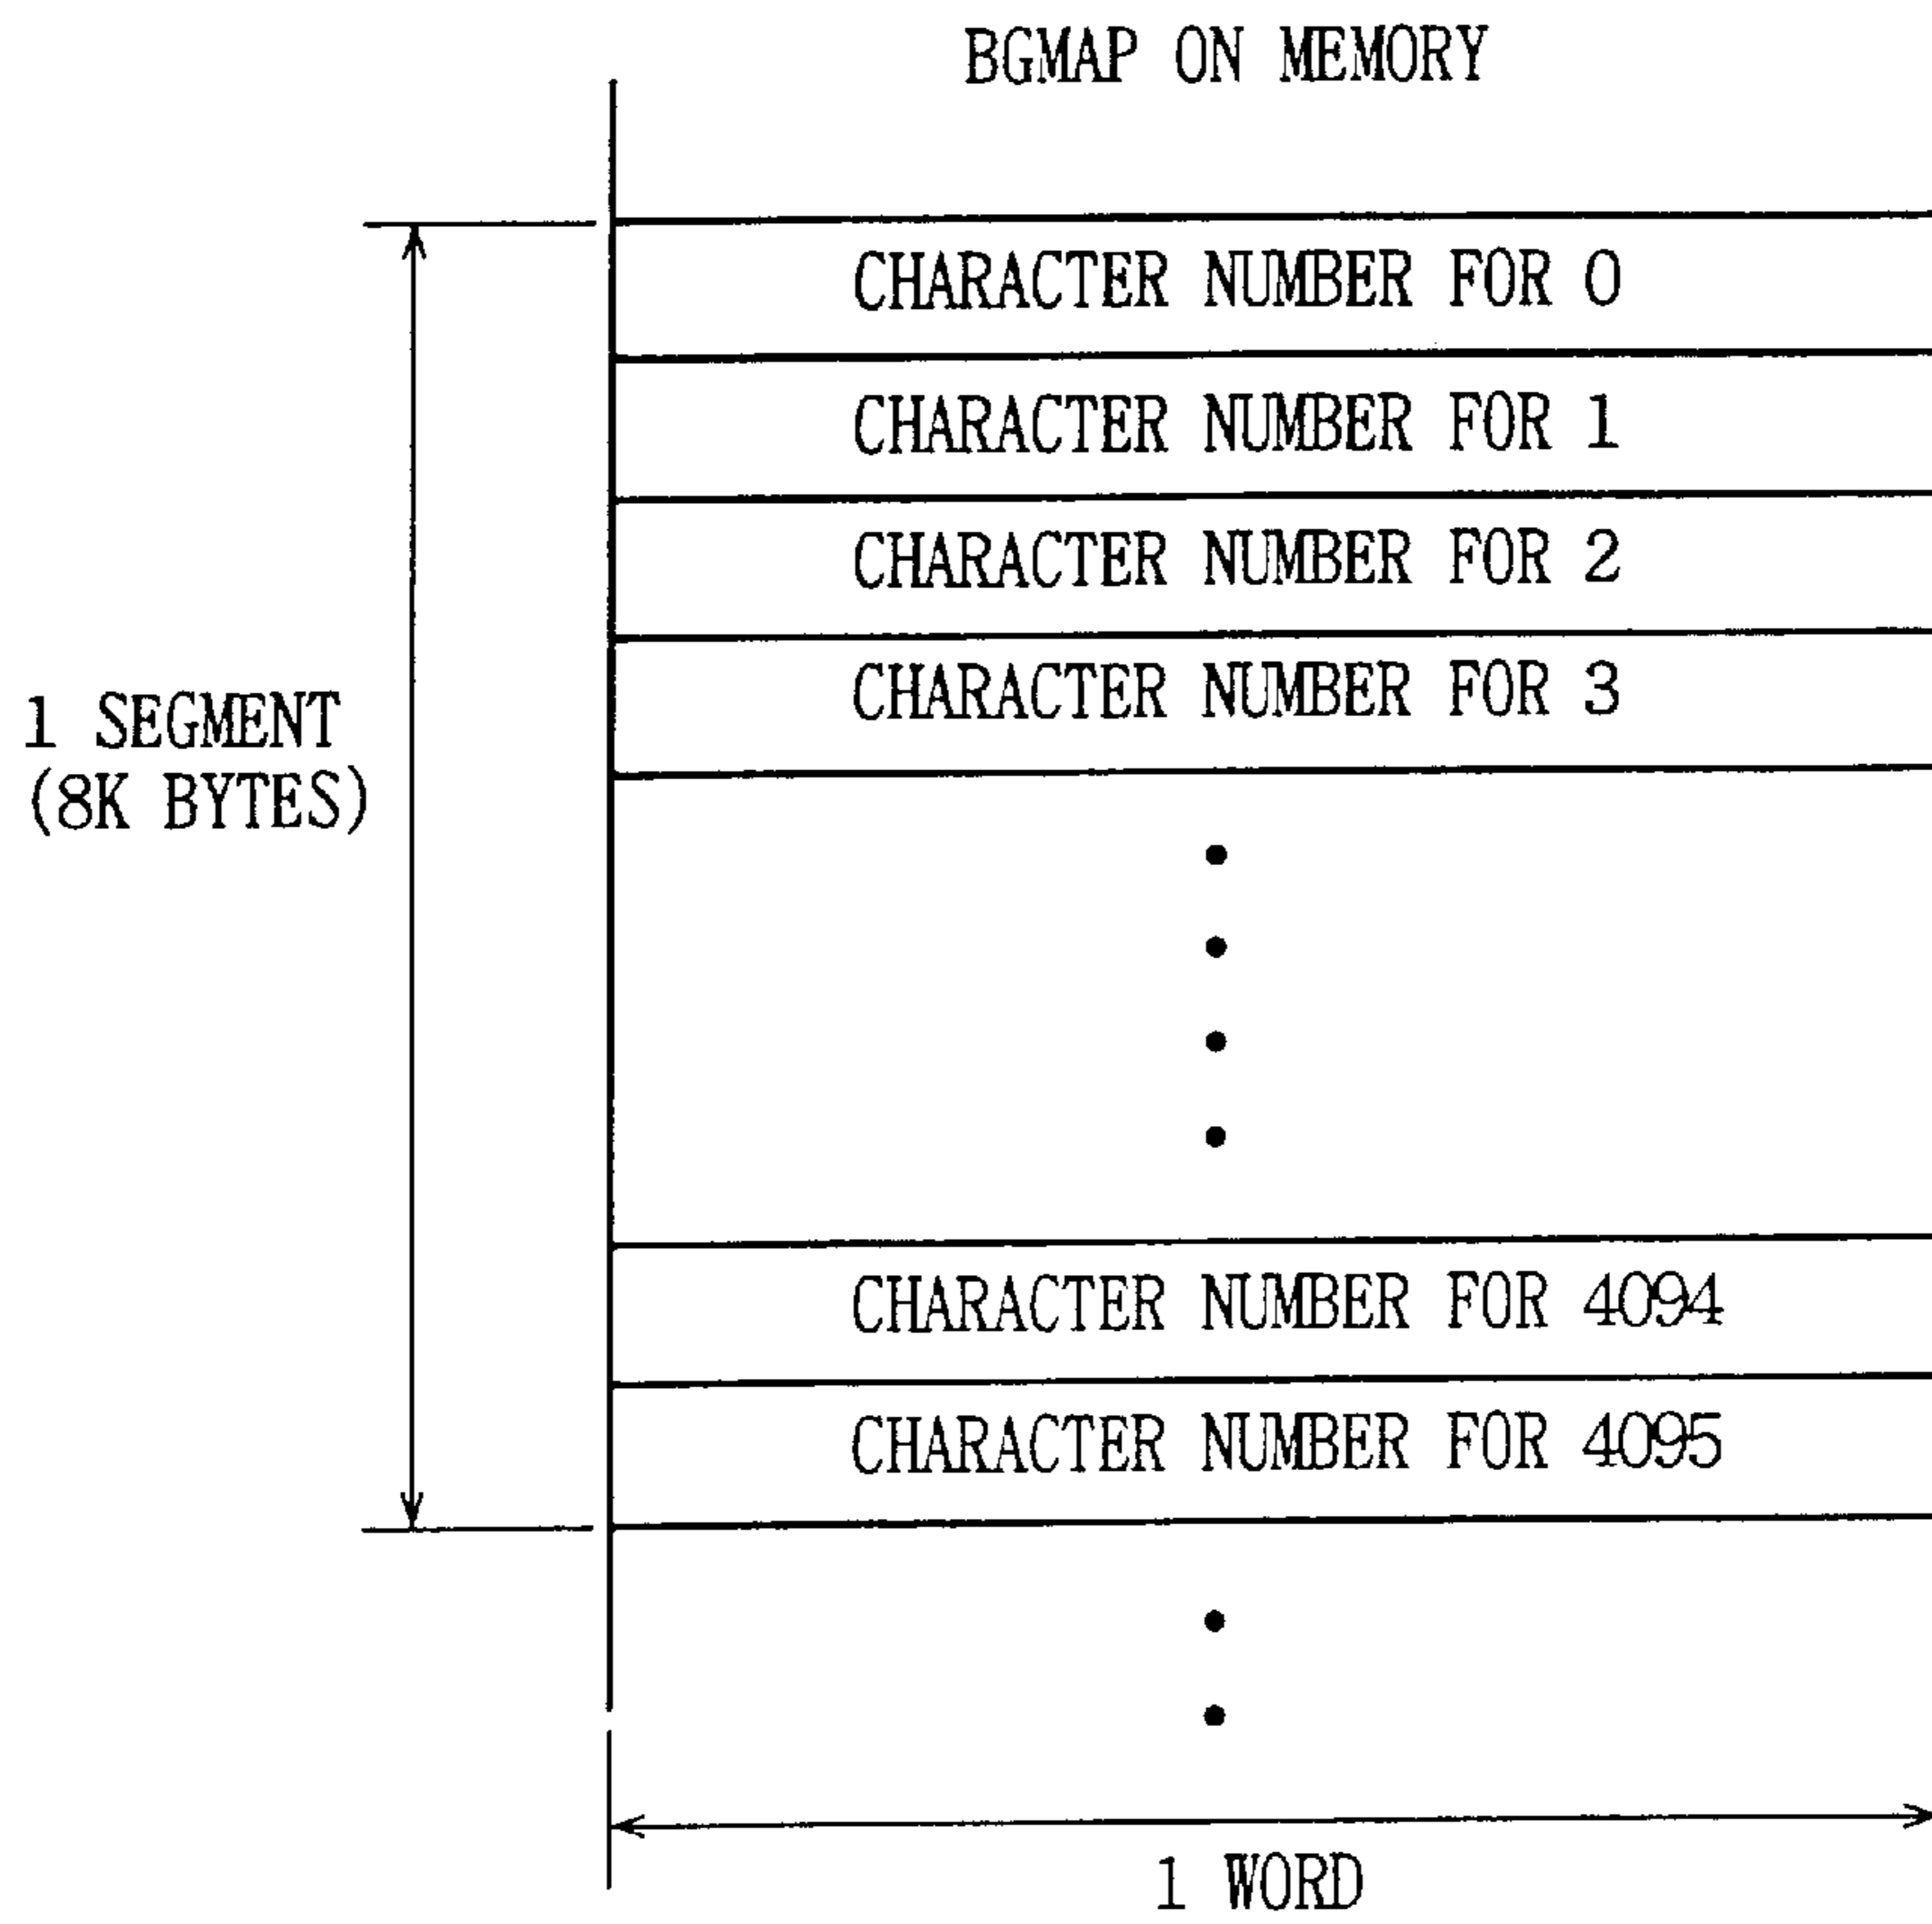 BGMAP ON MEMORY
CHARACTER NUMBER FOR 0
CHARACTER NUMBER FOR 1
CHARACTER NUMBER FOR 2
CHARACTER NUMBER FOR 3
1 SEGMENT
(8K BYTES)
CHARACTER NUMBER FOR 4094
CHARACTER NUMBER FOR 4095
1 WORD